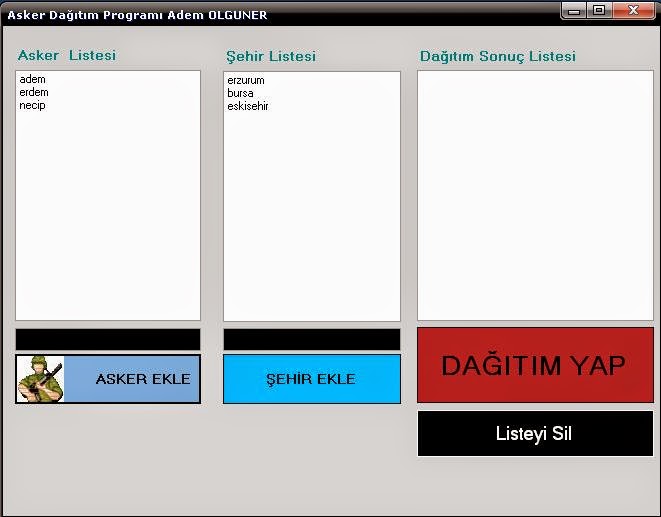 Asker Dağıtım Programı Adem OLGUNER
Asker Listesi
Şehir Listesi
Dağıtım Sonuç Listesi
adem
erdem
necip
erzurum
bursa
eskisehir
ASKER EKLE
ŞEHİR EKLE
DAĞITIM YAP
Listeyi Sil